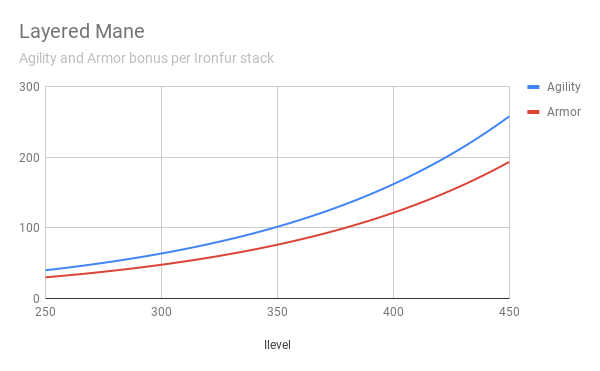 Layered Mane
Agility and Armor bonus per Ironfur stack
300
200
100
0
250 300 350 400 450
Ilevel
Agility
Armor